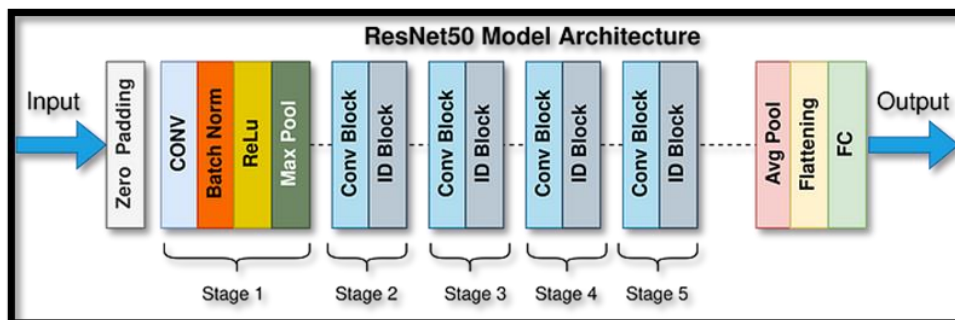 ResNet50 Model Architecture
Input
Zero Padding
CONV
Batch Norm
ReLu
Max Pool
Conv Block
ID Block
Conv Block
ID Block
Conv Block
ID Block
Conv Block
ID Block
Avg Pool
Flattening
FC
Output
Stage 1
Stage 2
Stage 3
Stage 4
Stage 5